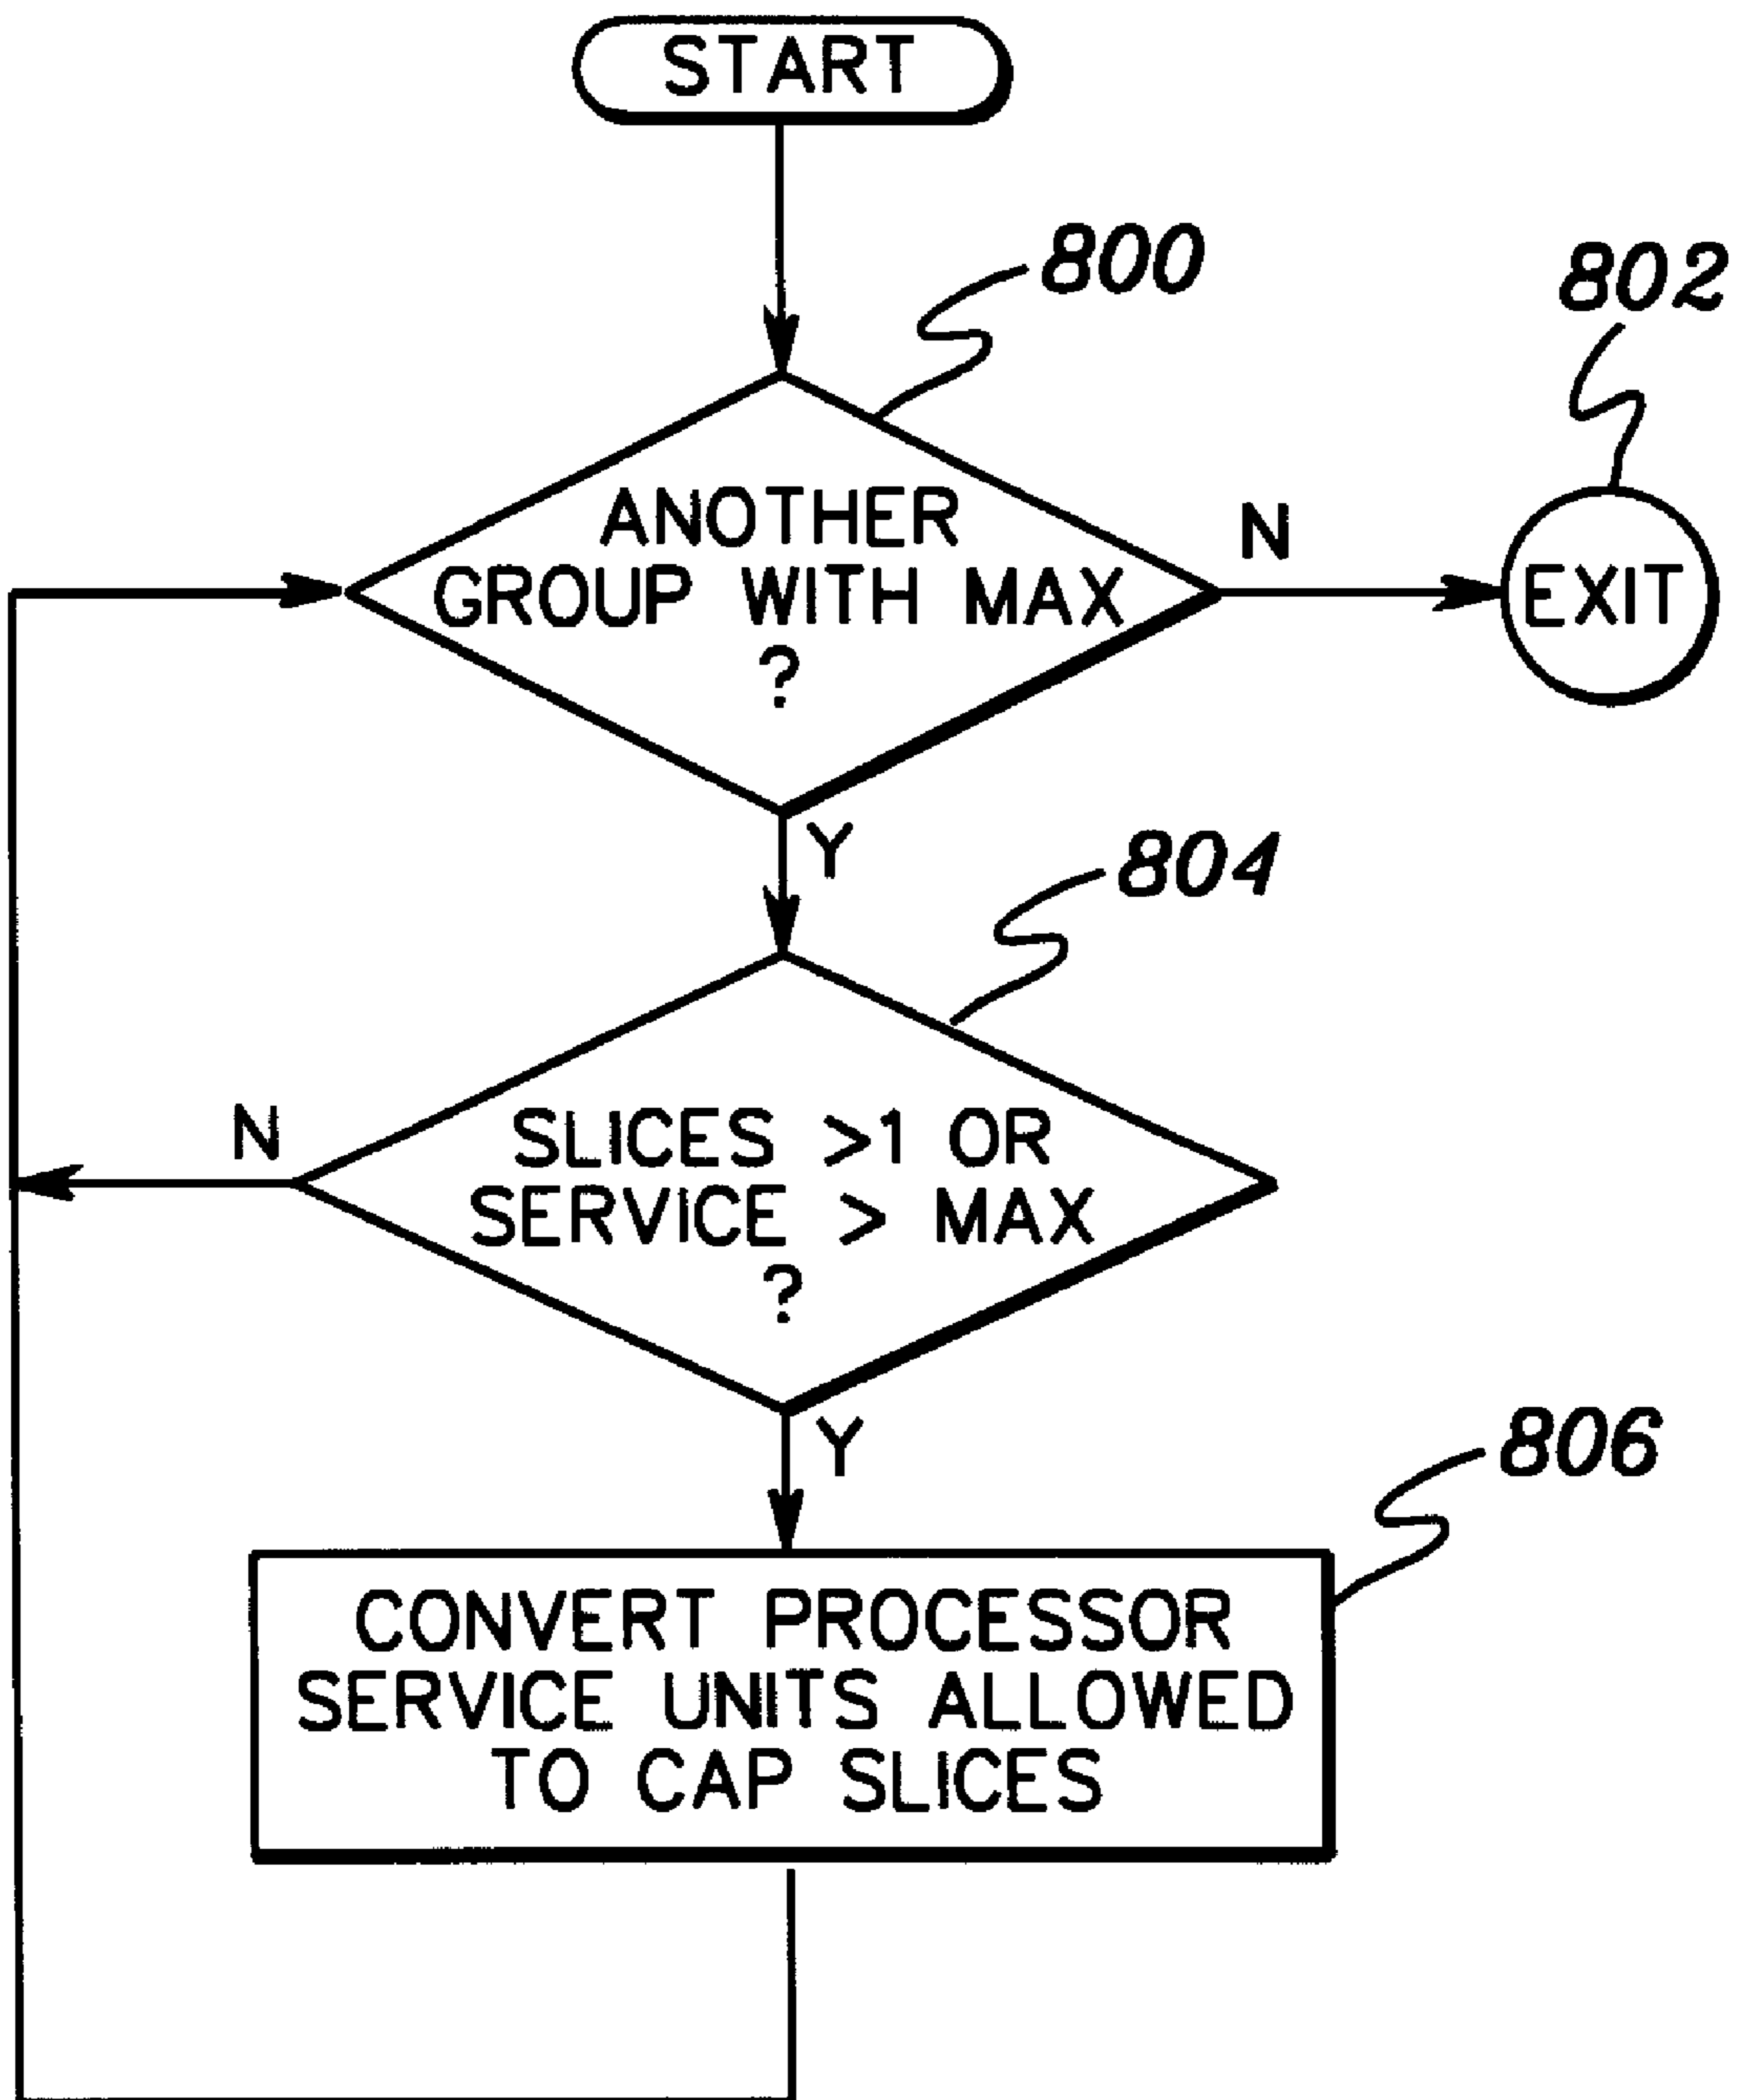 START
800
802
ANOTHER
GROUP WITH MAX
?
N
EXIT
Y
804
SLICES >1 OR
SERVICE > MAX
?
N
Y
806
CONVERT PROCESSOR
SERVICE UNITS ALLOWED
TO CAP SLICES